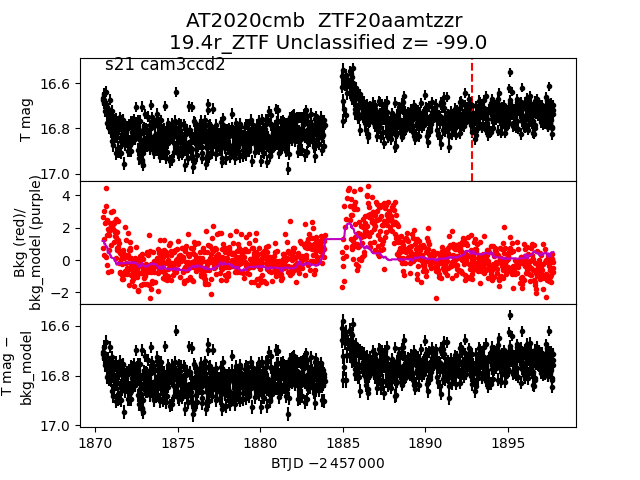 AT2020cmb  ZTF20aamtzzr
19.4r_ZTF Unclassified z= -99.0
s21 cam3ccd2
16.6
16.8
17.0
T mag
4
2
0
−2
Bkg (red)/
bkg_model (purple)
16.6
16.8
17.0
T mag −
bkg_model
1870 1875 1880 1885 1890 1895
BTJD −2 457 000